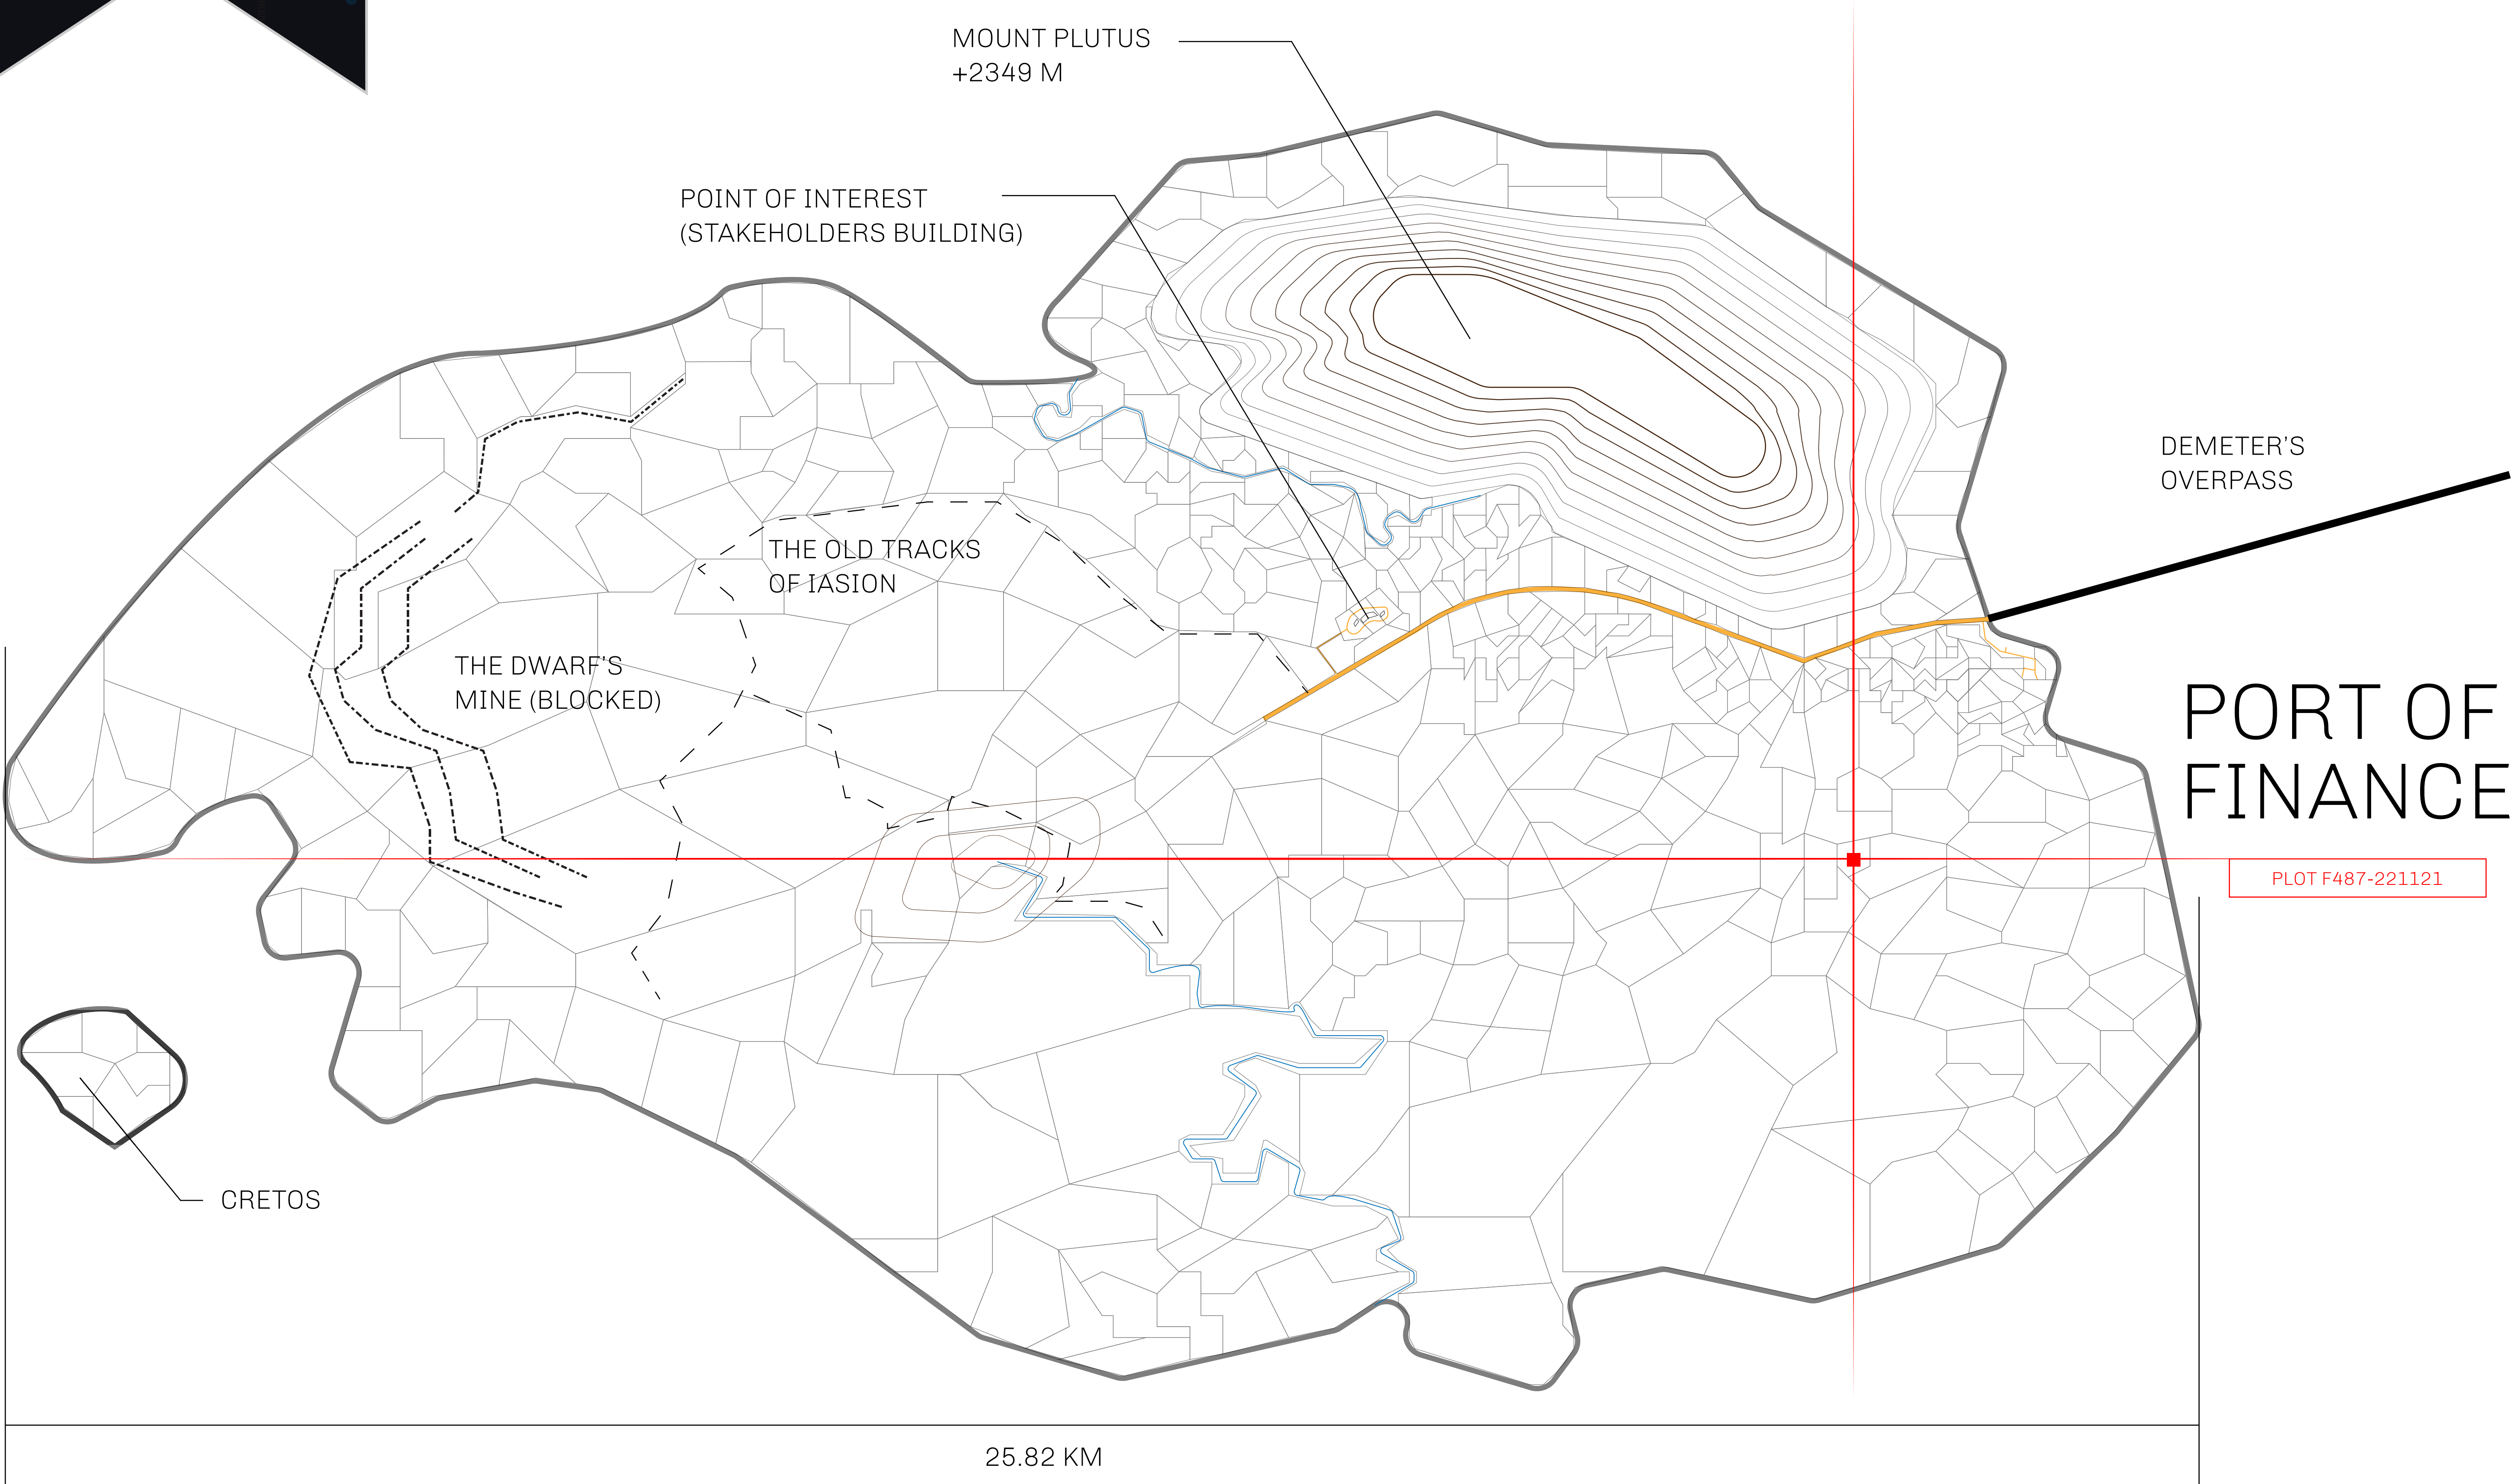 MOUNT PLUTUS
+2349 M
POINT OF INTEREST
(STAKEHOLDERS BUILDING)
DEMETER'S
OVERPASS
THE OLD TRACKS
OF IASION
THE DWARF'S
MINE (BLOCKED)
PORT OF
FINANCE
PLOT F487-221121
CRETOS
25.82 KM